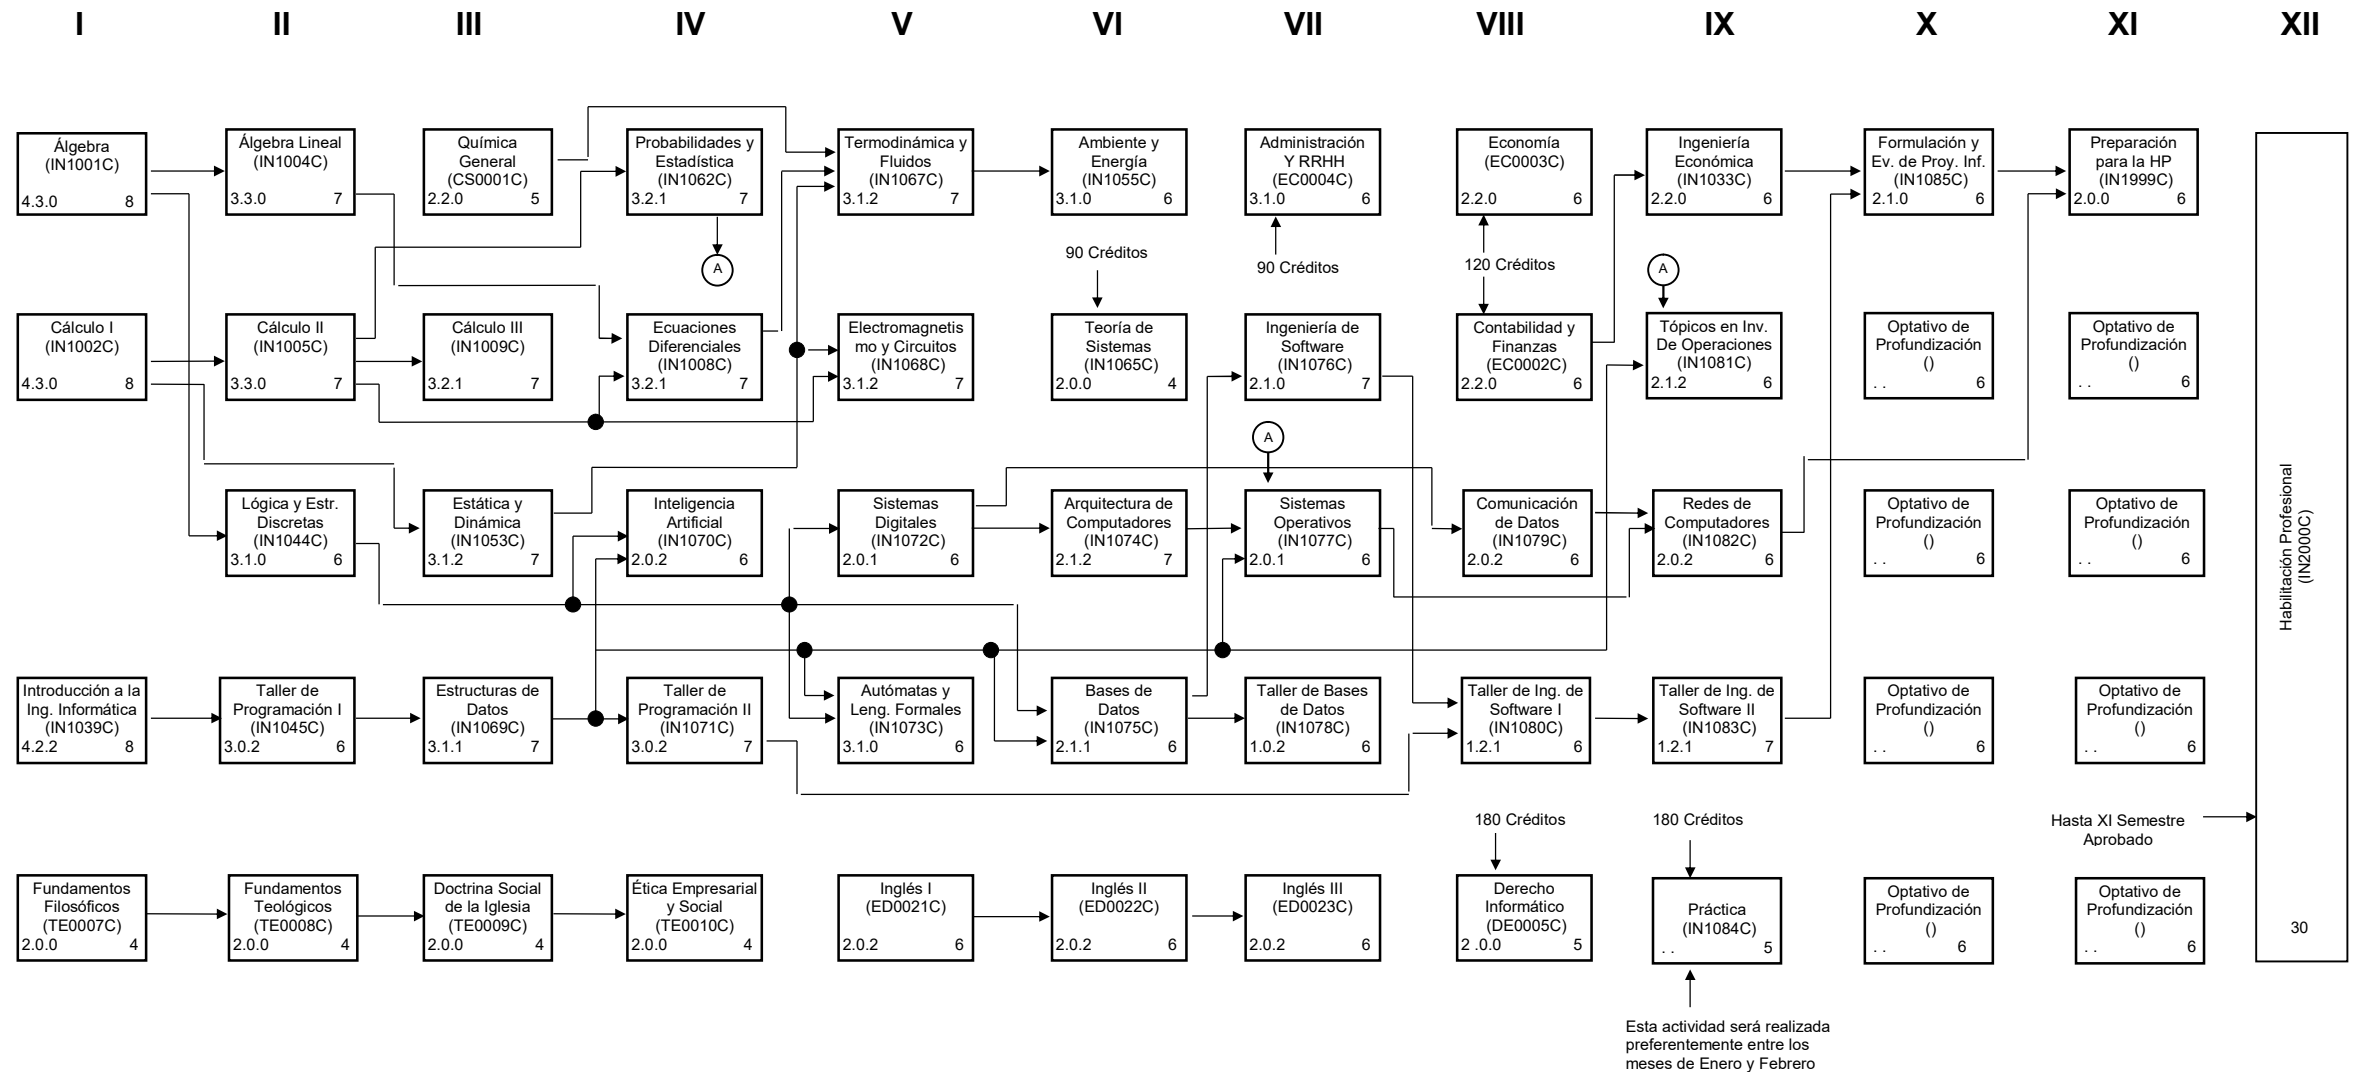 I II III IV V VI VII VIII IX X XI XII
Álgebra
(IN1001C)
4.3.0 8
Álgebra Lineal
(IN1004C)
3.3.0 7
Química
General
(CS0001C)
2.2.0 5
Probabilidades y
Estadística
(IN1062C)
3.2.1 7
Termodinámica y
Fluidos
(IN1067C)
3.1.2 7
Ambiente y
Energía
(IN1055C)
3.1.0 6
Administración
Y RRHH
(EC0004C)
3.1.0 6
Economía
(EC0003C)
2.2.0 6
Ingeniería
Económica
(IN1033C)
2.2.0 6
Formulación y
Ev. de Proy. Inf.
(IN1085C)
2.1.0 6
Preparación
para la HP
(IN1999C)
2.0.0 6
A
90 Créditos
90 Créditos
120 Créditos
A
Cálculo I
(IN1002C)
4.3.0 8
Cálculo II
(IN1005C)
3.3.0 7
Cálculo III
(IN1009C)
3.2.1 7
Ecuaciones
Diferenciales
(IN1008C)
3.2.1 7
Electromagnetis
mo y Circuitos
(IN1068C)
3.1.2 7
Teoría de
Sistemas
(IN1065C)
2.0.0 4
Ingeniería de
Software
(IN1076C)
2.1.0 7
Contabilidad y
Finanzas
(EC0002C)
2.2.0 6
Tópicos en Inv.
De Operaciones
(IN1081C)
2.1.2 6
Optativo de
Profundización
()
. . 6
Optativo de
Profundización
()
. . 6
A
Lógica y Estr.
Discretas
(IN1044C)
3.1.0 6
Estática y
Dinámica
(IN1053C)
3.1.2 7
Inteligencia
Artificial
(IN1070C)
2.0.2 6
Sistemas
Digitales
(IN1072C)
2.0.1 6
Arquitectura de
Computadores
(IN1074C)
2.1.2 7
Sistemas
Operativos
(IN1077C)
2.0.1 6
Comunicación
de Datos
(IN1079C)
2.0.2 6
Redes de
Computadores
(IN1082C)
2.0.2 6
Optativo de
Profundización
()
. . 6
Optativo de
Profundización
()
. . 6
Introducción a la
Ing. Informática
(IN1039C)
4.2.2 8
Taller de
Programación I
(IN1045C)
3.0.2 6
Estructuras de
Datos
(IN1069C)
3.1.1 7
Taller de
Programación II
(IN1071C)
3.0.2 7
Autómatas y
Leng. Formales
(IN1073C)
3.1.0 6
Bases de
Datos
(IN1075C)
2.1.1 6
Taller de Bases
de Datos
(IN1078C)
1.0.2 6
Taller de Ing. de
Software I
(IN1080C)
1.2.1 6
Taller de Ing. de
Software II
(IN1083C)
1.2.1 7
Optativo de
Profundización
()
. . 6
Optativo de
Profundización
()
. . 6
180 Créditos
180 Créditos
Hasta XI Semestre
Aprobado
Fundamentos
Filosóficos
(TE0007C)
2.0.0 4
Fundamentos
Teológicos
(TE0008C)
2.0.0 4
Doctrina Social
de la Iglesia
(TE0009C)
2.0.0 4
Ética Empresarial
y Social
(TE0010C)
2.0.0 4
Inglés I
(ED0021C)
2.0.2 6
Inglés II
(ED0022C)
2.0.2 6
Inglés III
(ED0023C)
2.0.2 6
Derecho
Informático
(DE0005C)
2 .0.0 5
Práctica
(IN1084C)
. . 5
Optativo de
Profundización
()
. . 6
Optativo de
Profundización
()
. . 6
Habilitación Profesional
(IN2000C)
30
Esta actividad será realizada
preferentemente entre los
meses de Enero y Febrero